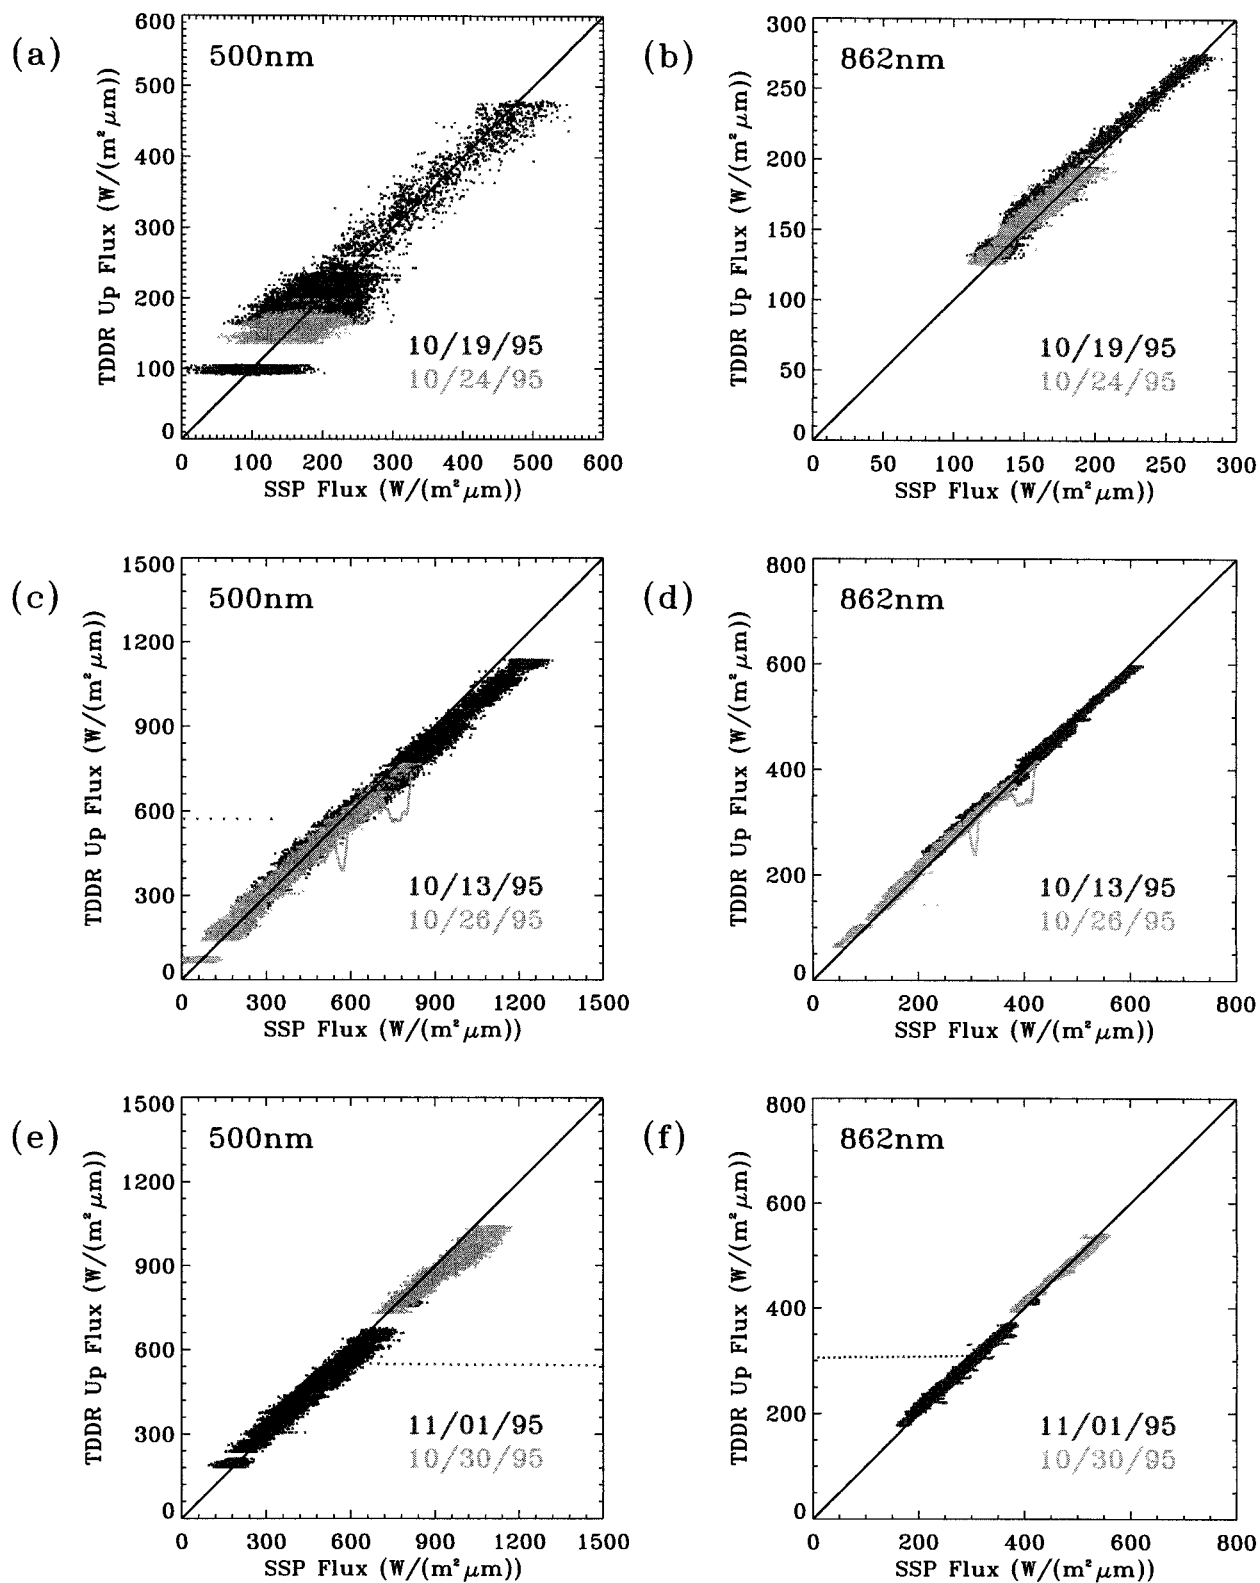 (a)
500nm
TDDR Up Flux (W/(m² μm))
600
500
400
300
200
100
0
10/19/95
10/24/95
0 100 200 300 400 500 600
SSP Flux (W/(m² μm))
(b)
862nm
TDDR Up Flux (W/(m² μm))
300
250
200
150
100
50
0
10/19/95
10/24/95
0 50 100 150 200 250 300
SSP Flux (W/(m² μm))
(c)
500nm
TDDR Up Flux (W/(m² μm))
1500
1200
900
600
300
0
10/13/95
10/26/95
0 300 600 900 1200 1500
SSP Flux (W/(m² μm))
(d)
862nm
TDDR Up Flux (W/(m² μm))
800
600
400
200
0
10/13/95
10/26/95
0 200 400 600 800
SSP Flux (W/(m² μm))
(e)
500nm
TDDR Up Flux (W/(m² μm))
1500
1200
900
600
300
0
11/01/95
10/30/95
0 300 600 900 1200 1500
SSP Flux (W/(m² μm))
(f)
862nm
TDDR Up Flux (W/(m² μm))
800
600
400
200
0
11/01/95
10/30/95
0 200 400 600 800
SSP Flux (W/(m² μm))